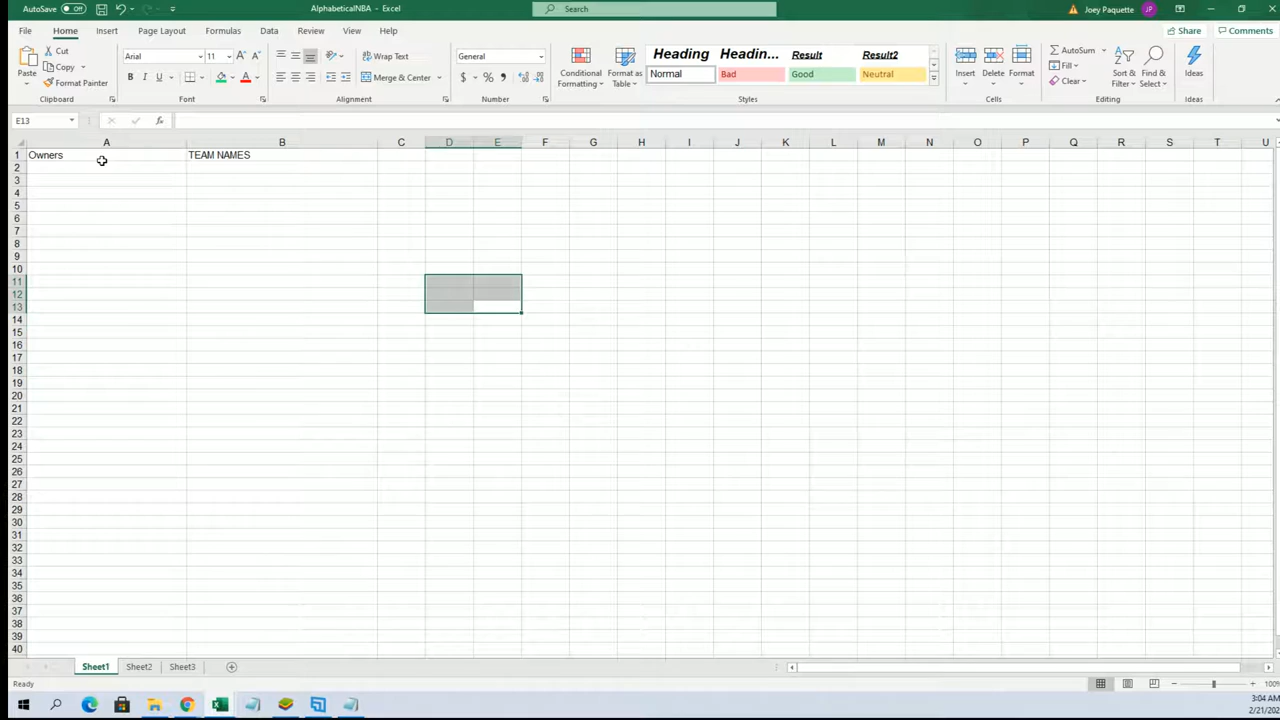 AutoSave Off AlphabeticalNBA - Excel Search Joey Paquette JP
File Home Insert Page Layout Formulas Data Review View Help Share Comments
Paste Cut Copy Format Painter Clipboard
Arial 11 B I U Font
Wrap Text Merge & Center Alignment
General $ % Number
Conditional Formatting Format as Table
Heading Headin... Result Result2
Normal Bad Good Neutral
Styles
Insert Delete Format Cells
AutoSum Fill Clear Sort & Filter Find & Select Editing
Ideas Ideas
E13 fx
A B C D E F G H I J K L M N O P Q R S T U
1 Owners TEAM NAMES
2
3
4
5
6
7
8
9
10
11
12
13
14
15
16
17
18
19
20
21
22
23
24
25
26
27
28
29
30
31
32
33
34
35
36
37
38
39
40
Sheet1 Sheet2 Sheet3
Ready 100%
3:04 AM